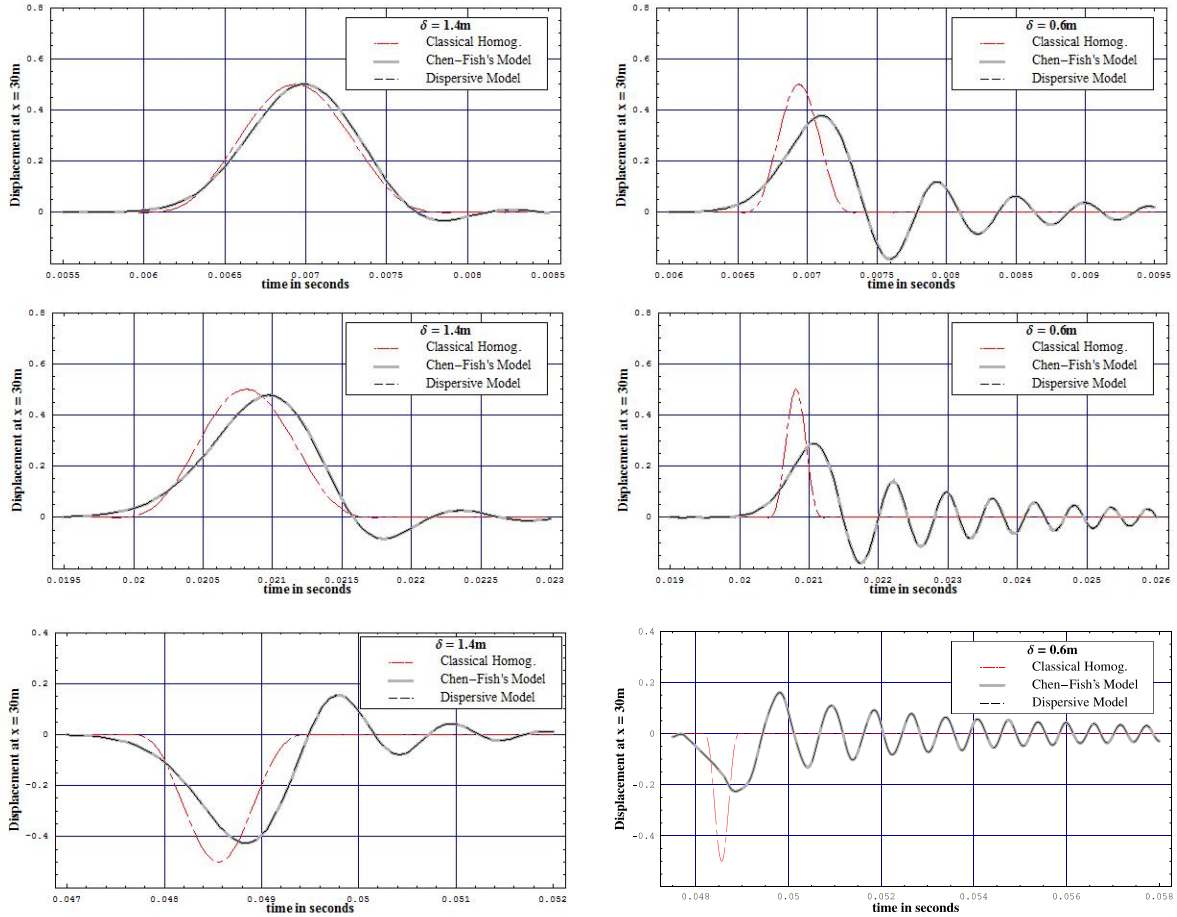 0.8
0.6
0.4
0.2
0
Displacement at x = 30m
δ = 1.4m
Classical Homog.
Chen-Fish's Model
Dispersive Model
0.0055 0.006 0.0065 0.007 0.0075 0.008 0.0085
time in seconds
0.8
0.6
0.4
0.2
0
Displacement at x = 30m
δ = 0.6m
Classical Homog.
Chen-Fish's Model
Dispersive Model
0.006 0.0065 0.007 0.0075 0.008 0.0085 0.009 0.0095
time in seconds
0.8
0.6
0.4
0.2
0
Displacement at x = 30m
δ = 1.4m
Classical Homog.
Chen-Fish's Model
Dispersive Model
0.0195 0.02 0.0205 0.021 0.0215 0.022 0.0225 0.023
time in seconds
0.8
0.6
0.4
0.2
0
Displacement at x = 30m
δ = 0.6m
Classical Homog.
Chen-Fish's Model
Dispersive Model
0.019 0.02 0.021 0.022 0.023 0.024 0.025 0.026
time in seconds
0.4
0.2
0
-0.2
-0.4
Displacement at x = 30m
δ = 1.4m
Classical Homog.
Chen-Fish's Model
Dispersive Model
0.047 0.048 0.049 0.05 0.051 0.052
time in seconds
0.4
0.2
0
-0.2
-0.4
Displacement at x = 30m
δ = 0.6m
Classical Homog.
Chen-Fish's Model
Dispersive Model
0.048 0.05 0.052 0.054 0.056 0.058
time in seconds